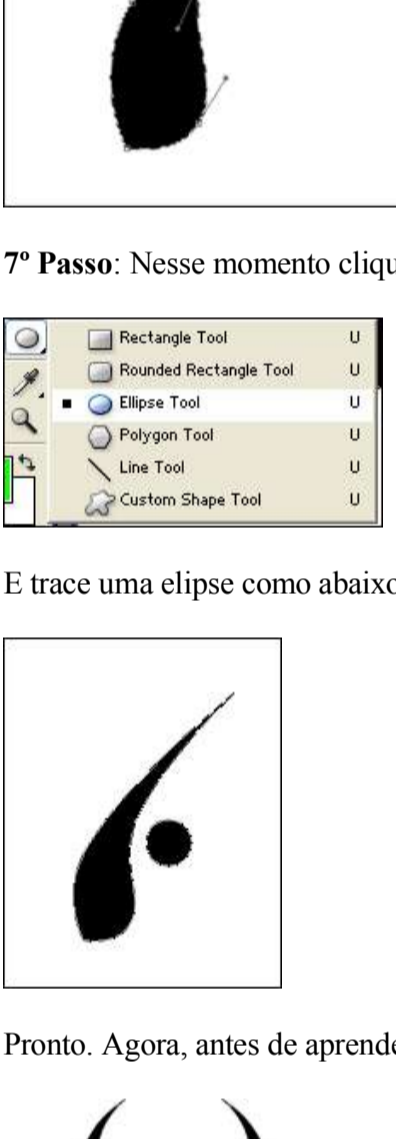 7º Passo: Nesse momento cliqu
Rectangle Tool U
Rounded Rectangle Tool U
Ellipse Tool U
Polygon Tool U
Line Tool U
Custom Shape Tool U
E trace uma elipse como abaixo
Pronto. Agora, antes de aprende